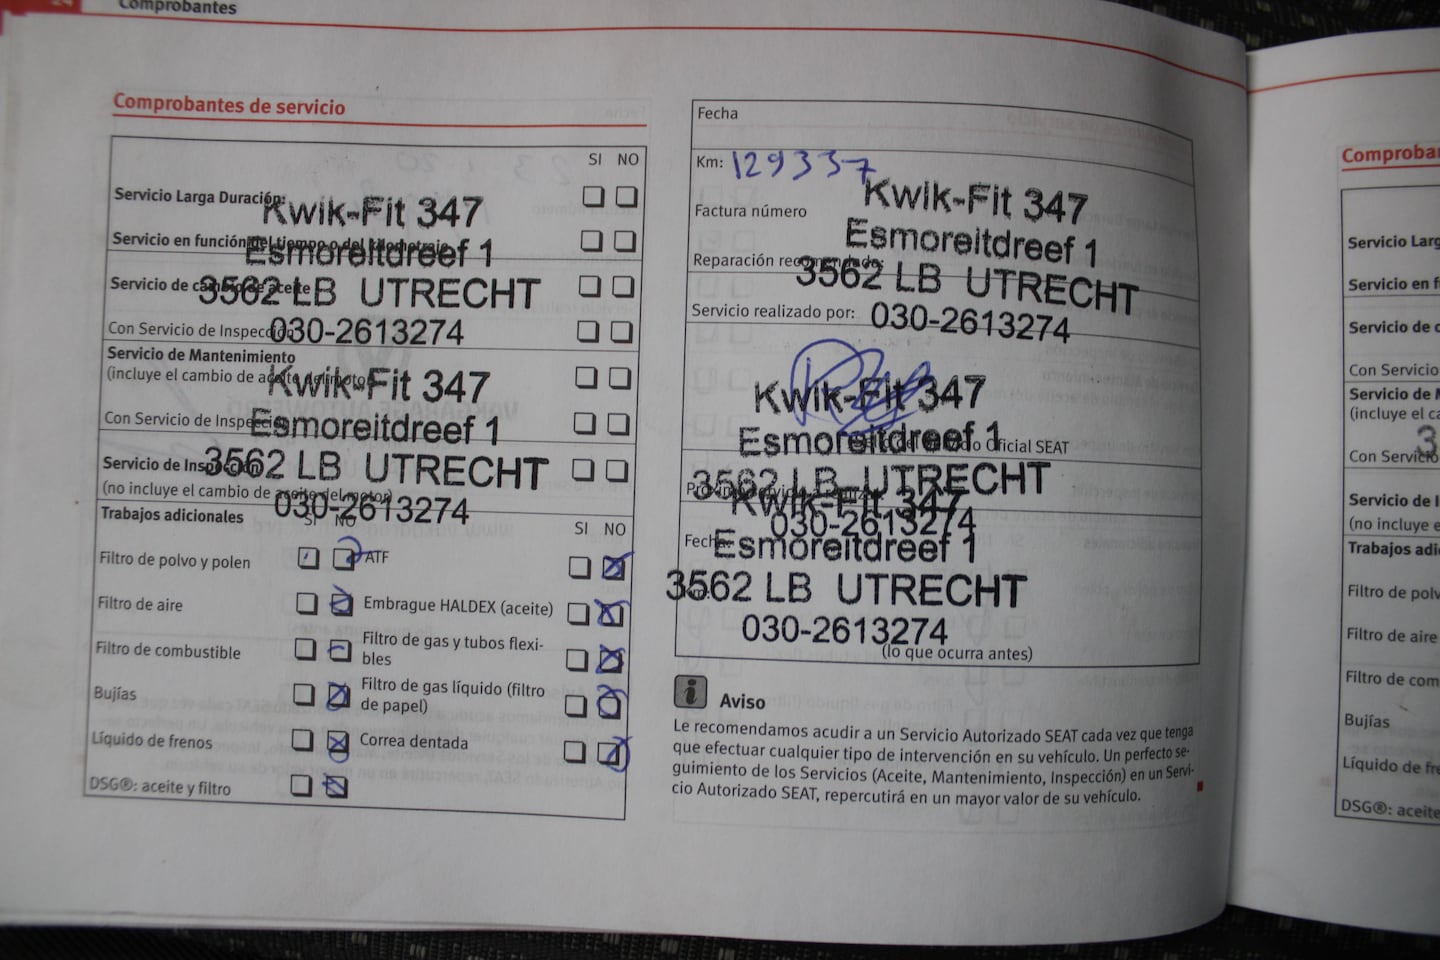 24 Comprobantes
Comprobantes de servicio
SI NO
Servicio Larga Duración:
Kwik-Fit 347
Servicio en función del tiempo o del kilometraje
Esmoreitdreef 1
Servicio de cambio de aceite
3562 LB UTRECHT
Con Servicio de Inspección
030-2613274
Servicio de Mantenimiento
(incluye el cambio de aceite del motor)
Kwik-Fit 347
Con Servicio de Inspección
Esmoreitdreef 1
Servicio de Inspección
3562 LB UTRECHT
(no incluye el cambio de aceite del motor)
030-2613274
Trabajos adicionales
SI NO
SI NO
Filtro de polvo y polen
ATF
Filtro de aire
Embrague HALDEX (aceite)
Filtro de combustible
Filtro de gas y tubos flexi-
bles
Bujías
Filtro de gas líquido (filtro
de papel)
Líquido de frenos
Correa dentada
DSG®: aceite y filtro
Fecha
Km: 129337
Kwik-Fit 347
Factura número
Esmoreitdreef 1
Reparación recomendada:
3562 LB UTRECHT
Servicio realizado por:
030-2613274
Kwik-Fit 347
Esmoreitdreef 1
Oficial SEAT
3562 LB UTRECHT
Kwik-Fit 347
030-2613274
Fecha:
Esmoreitdreef 1
3562 LB UTRECHT
030-2613274
(lo que ocurra antes)
i Aviso
Le recomendamos acudir a un Servicio Autorizado SEAT cada vez que tenga
que efectuar cualquier tipo de intervención en su vehículo. Un perfecto se-
guimiento de los Servicios (Aceite, Mantenimiento, Inspección) en un Servi-
cio Autorizado SEAT, repercutirá en un mayor valor de su vehículo.
Comproban
Servicio Larg
Servicio en f
Servicio de c
Con Servicio
Servicio de M
(incluye el ca
3
Con Servicio
Servicio de I
(no incluye e
Trabajos adi
Filtro de polv
Filtro de aire
Filtro de com
Bujías
Líquido de fre
DSG®: aceite